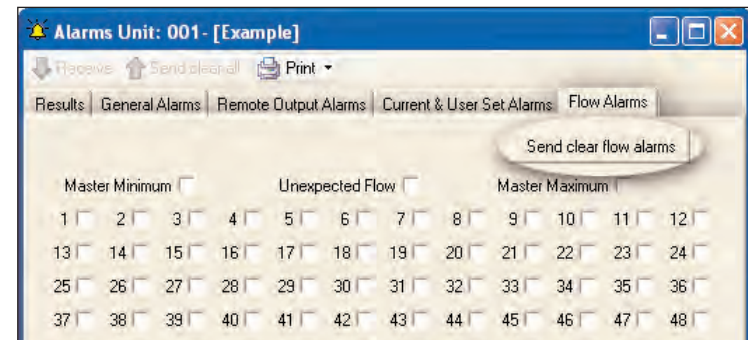 Alarms Unit: 001- [Example]
Receive Send clear all Print
Results General Alarms Remote Output Alarms Current & User Set Alarms Flow Alarms
Send clear flow alarms
Master Minimum Unexpected Flow Master Maximum
1 2 3 4 5 6 7 8 9 10 11 12
13 14 15 16 17 18 19 20 21 22 23 24
25 26 27 28 29 30 31 32 33 34 35 36
37 38 39 40 41 42 43 44 45 46 47 48